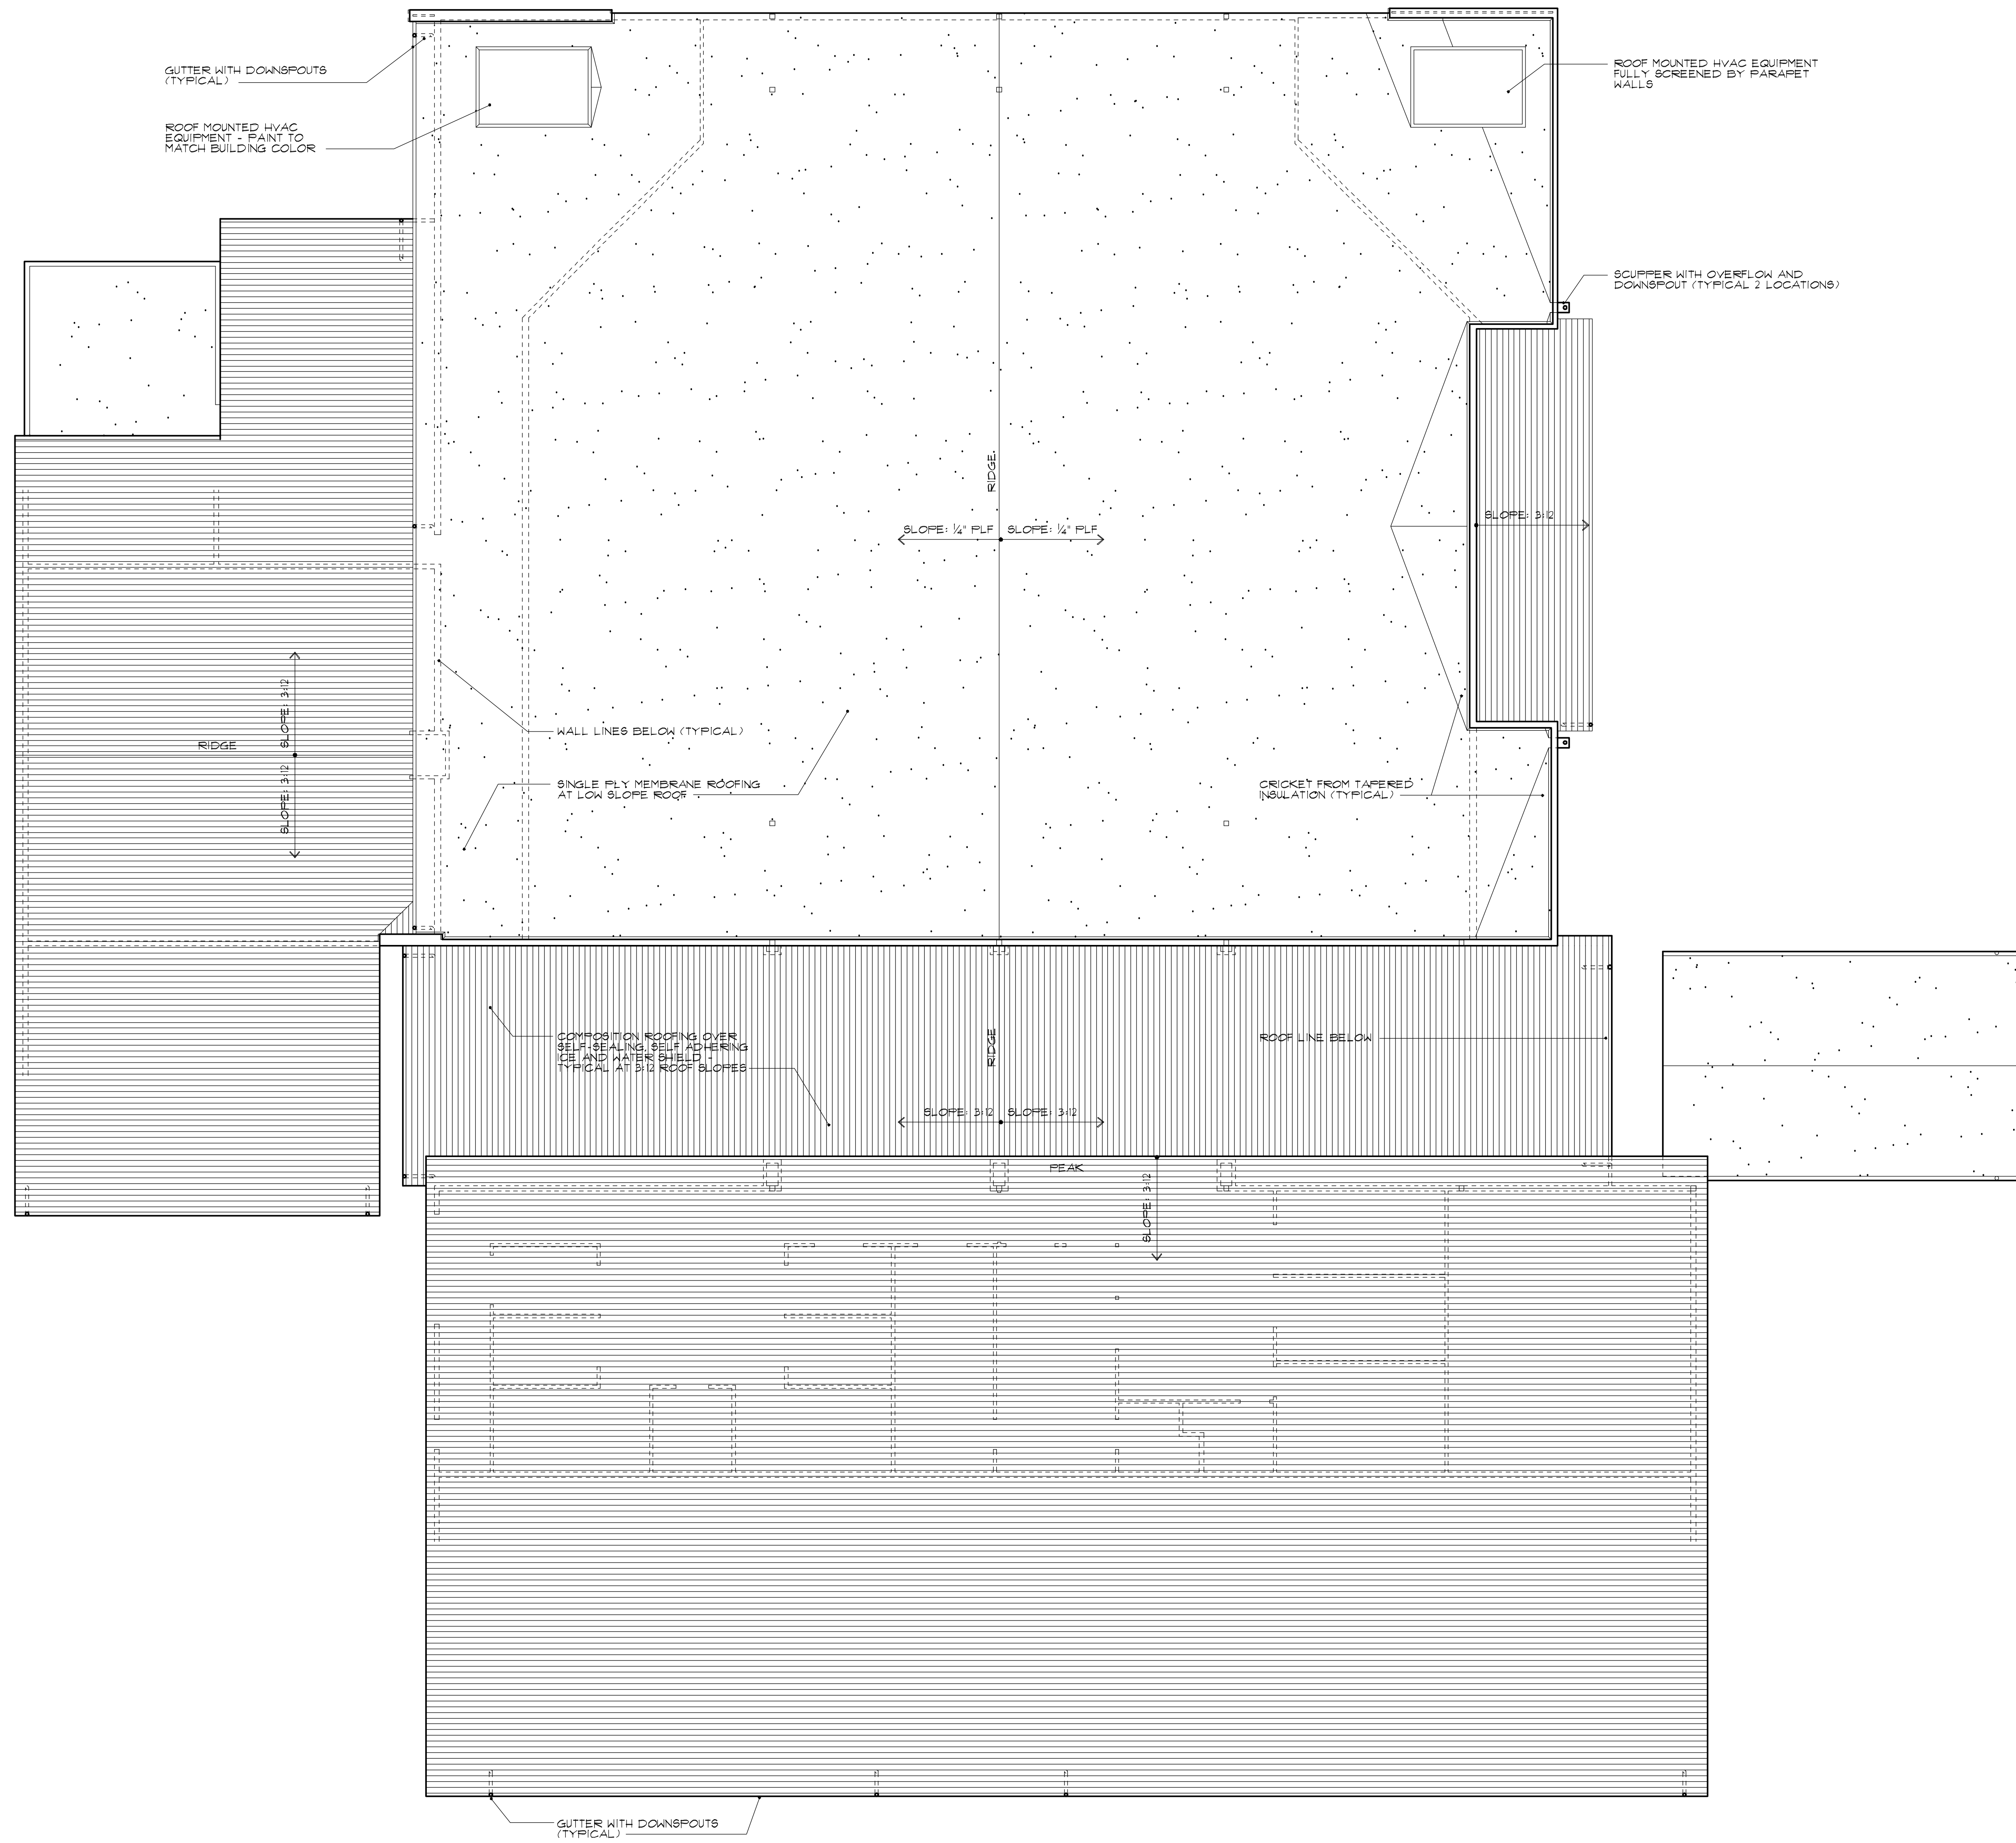 GUTTER WITH DOWNSPOUTS
(TYPICAL)
ROOF MOUNTED HVAC
EQUIPMENT - PAINT TO
MATCH BUILDING COLOR
ROOF MOUNTED HVAC EQUIPMENT
FULLY SCREENED BY PARAPET
WALLS
SCUPPER WITH OVERFLOW AND
DOWNSPOUT (TYPICAL 2 LOCATIONS)
RIDGE
SLOPE: 1/4" PLF
SLOPE: 1/4" PLF
SLOPE: 3:12
SLOPE: 3:12
RIDGE
SLOPE: 3:12
WALL LINES BELOW (TYPICAL)
SINGLE PLY MEMBRANE ROOFING
AT LOW SLOPE ROOF
CRICKET FROM TAPERED
INSULATION (TYPICAL)
COMPOSITION ROOFING OVER
SELF-SEALING, SELF ADHERING
ICE AND WATER SHIELD -
TYPICAL AT 3:12 ROOF SLOPES
RIDGE
ROOF LINE BELOW
SLOPE: 3:12
SLOPE: 3:12
PEAK
SLOPE: 3:12
GUTTER WITH DOWNSPOUTS
(TYPICAL)